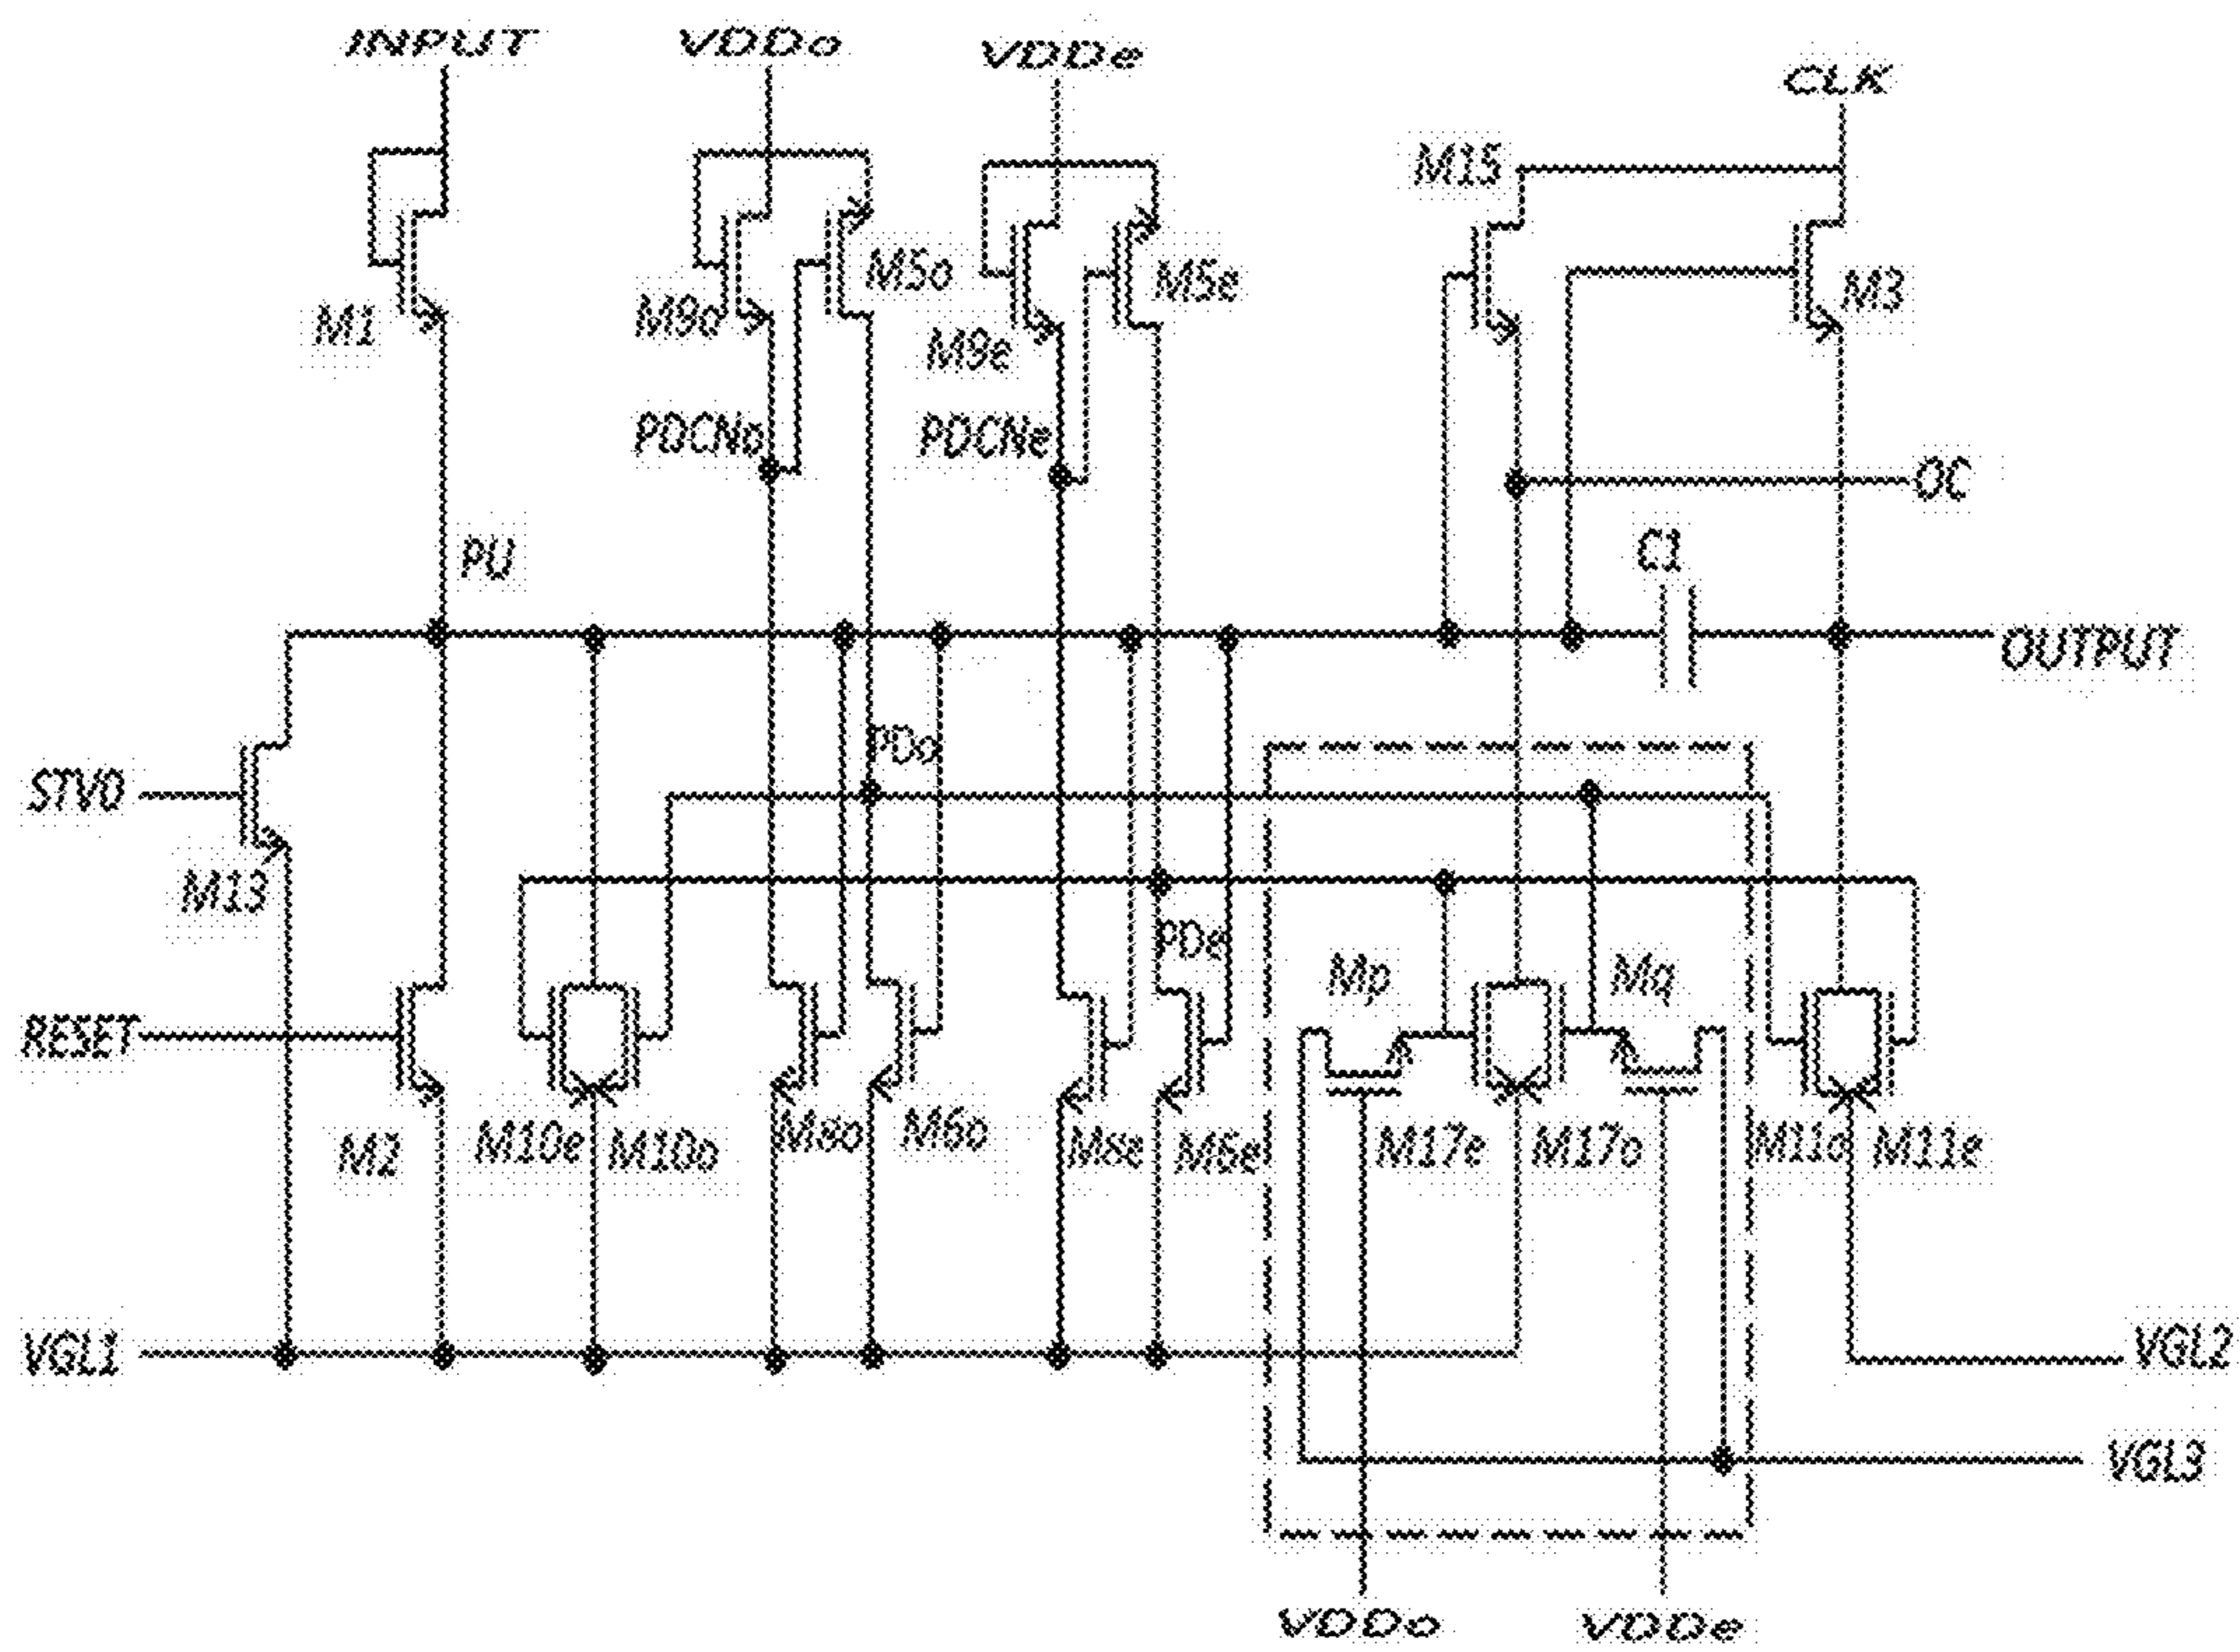 INPUT
VDDo
VDDe
CLK
M15
M5o
M5e
M3
M1
M9o
M9e
PDCNo
PDCNe
OC
PU
C1
OUTPUT
PDo
STV0
M13
PDe
Mp
Mq
RESET
M2
M10e
M10o
M8o
M6o
M8e
M6e
M17e
M17o
M11o
M11e
VGL1
VGL2
VGL3
VDDo
VDDe